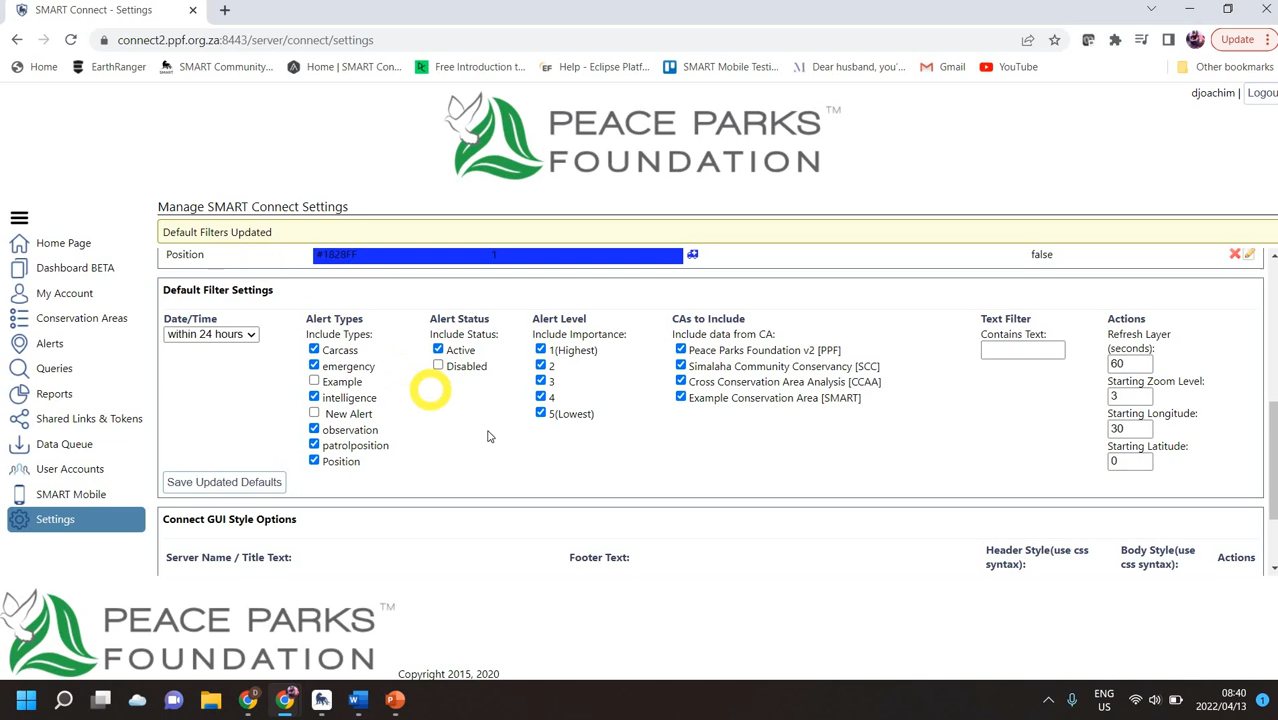 SMART Connect - Settings
connect2.ppf.org.za:8443/server/connect/settings
Update
Home
EarthRanger
SMART Community...
Home | SMART Con...
Free Introduction t...
Help - Eclipse Platf...
SMART Mobile Testi...
Dear husband, you'...
Gmail
YouTube
Other bookmarks
djoachim |
Logou
PEACE PARKS™
FOUNDATION
Manage SMART Connect Settings
Default Filters Updated
Home Page
Dashboard BETA
My Account
Conservation Areas
Alerts
Queries
Reports
Shared Links & Tokens
Data Queue
User Accounts
SMART Mobile
Settings
Position #1828FF 1 false
Default Filter Settings
Date/Time
within 24 hours
Alert Types
Include Types:
Carcass
emergency
Example
intelligence
New Alert
observation
patrolposition
Position
Alert Status
Include Status:
Active
Disabled
Alert Level
Include Importance:
1(Highest)
2
3
4
5(Lowest)
CAs to Include
Include data from CA:
Peace Parks Foundation v2 [PPF]
Simalaha Community Conservancy [SCC]
Cross Conservation Area Analysis [CCAA]
Example Conservation Area [SMART]
Text Filter
Contains Text:
Actions
Refresh Layer
(seconds):
60
Starting Zoom Level:
3
Starting Longitude:
30
Starting Latitude:
0
Save Updated Defaults
Connect GUI Style Options
Server Name / Title Text:
Footer Text:
Header Style(use css
syntax):
Body Style(use
css syntax):
Actions
PEACE PARKS™
FOUNDATION
Copyright 2015, 2020
ENG
US
08:40
2022/04/13
1